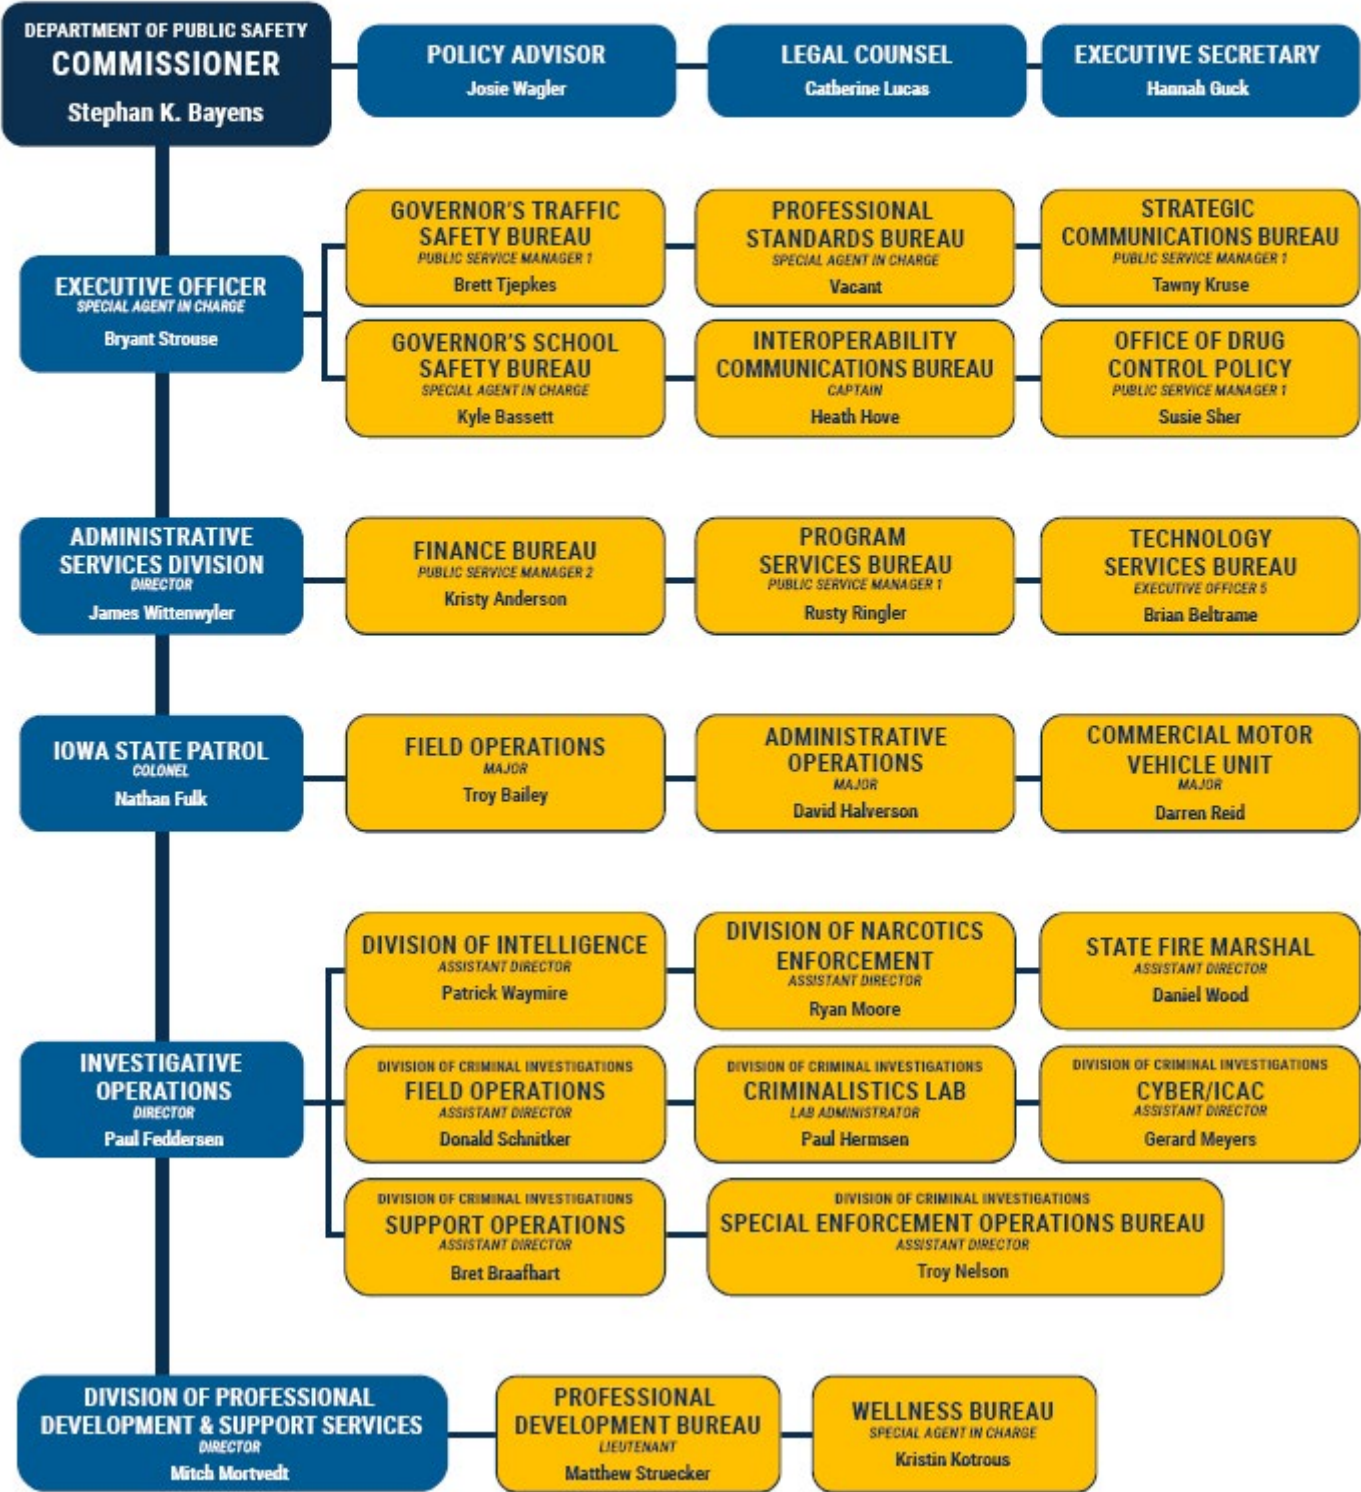 DEPARTMENT OF PUBLIC SAFETY
COMMISSIONER
Stephan K. Bayens
POLICY ADVISOR
Josie Wagler
LEGAL COUNSEL
Catherine Lucas
EXECUTIVE SECRETARY
Hannah Guck
EXECUTIVE OFFICER
SPECIAL AGENT IN CHARGE
Bryant Strouse
GOVERNOR'S TRAFFIC
SAFETY BUREAU
PUBLIC SERVICE MANAGER 1
Brett Tjepkes
PROFESSIONAL
STANDARDS BUREAU
SPECIAL AGENT IN CHARGE
Vacant
STRATEGIC
COMMUNICATIONS BUREAU
PUBLIC SERVICE MANAGER 1
Tawny Kruse
GOVERNOR'S SCHOOL
SAFETY BUREAU
SPECIAL AGENT IN CHARGE
Kyle Bassett
INTEROPERABILITY
COMMUNICATIONS BUREAU
CAPTAIN
Heath Hove
OFFICE OF DRUG
CONTROL POLICY
PUBLIC SERVICE MANAGER 1
Susie Sher
ADMINISTRATIVE
SERVICES DIVISION
DIRECTOR
James Wittenwyler
FINANCE BUREAU
PUBLIC SERVICE MANAGER 2
Kristy Anderson
PROGRAM
SERVICES BUREAU
PUBLIC SERVICE MANAGER 1
Rusty Ringler
TECHNOLOGY
SERVICES BUREAU
EXECUTIVE OFFICER 5
Brian Beltrame
IOWA STATE PATROL
COLONEL
Nathan Fulk
FIELD OPERATIONS
MAJOR
Troy Bailey
ADMINISTRATIVE
OPERATIONS
MAJOR
David Halverson
COMMERCIAL MOTOR
VEHICLE UNIT
MAJOR
Darren Reid
INVESTIGATIVE
OPERATIONS
DIRECTOR
Paul Feddersen
DIVISION OF INTELLIGENCE
ASSISTANT DIRECTOR
Patrick Waymire
DIVISION OF NARCOTICS
ENFORCEMENT
ASSISTANT DIRECTOR
Ryan Moore
STATE FIRE MARSHAL
ASSISTANT DIRECTOR
Daniel Wood
DIVISION OF CRIMINAL INVESTIGATIONS
FIELD OPERATIONS
ASSISTANT DIRECTOR
Donald Schnitker
DIVISION OF CRIMINAL INVESTIGATIONS
CRIMINALISTICS LAB
LAB ADMINISTRATOR
Paul Hermsen
DIVISION OF CRIMINAL INVESTIGATIONS
CYBER/ICAC
ASSISTANT DIRECTOR
Gerard Meyers
DIVISION OF CRIMINAL INVESTIGATIONS
SUPPORT OPERATIONS
ASSISTANT DIRECTOR
Bret Braafhart
DIVISION OF CRIMINAL INVESTIGATIONS
SPECIAL ENFORCEMENT OPERATIONS BUREAU
ASSISTANT DIRECTOR
Troy Nelson
DIVISION OF PROFESSIONAL
DEVELOPMENT & SUPPORT SERVICES
DIRECTOR
Mitch Mortvedt
PROFESSIONAL
DEVELOPMENT BUREAU
LIEUTENANT
Matthew Struecker
WELLNESS BUREAU
SPECIAL AGENT IN CHARGE
Kristin Kotrous